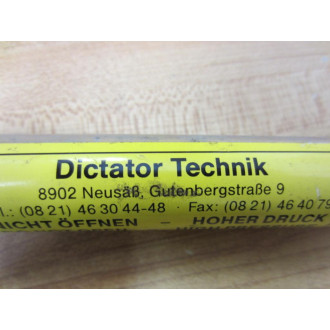 Dictator Technik
8902 Neusäß, Gutenbergstraße 9
l.: (08 21) 46 30 44-48 · Fax: (08 21) 46 40 79
NICHT ÖFFNEN – HOHER DRUCK